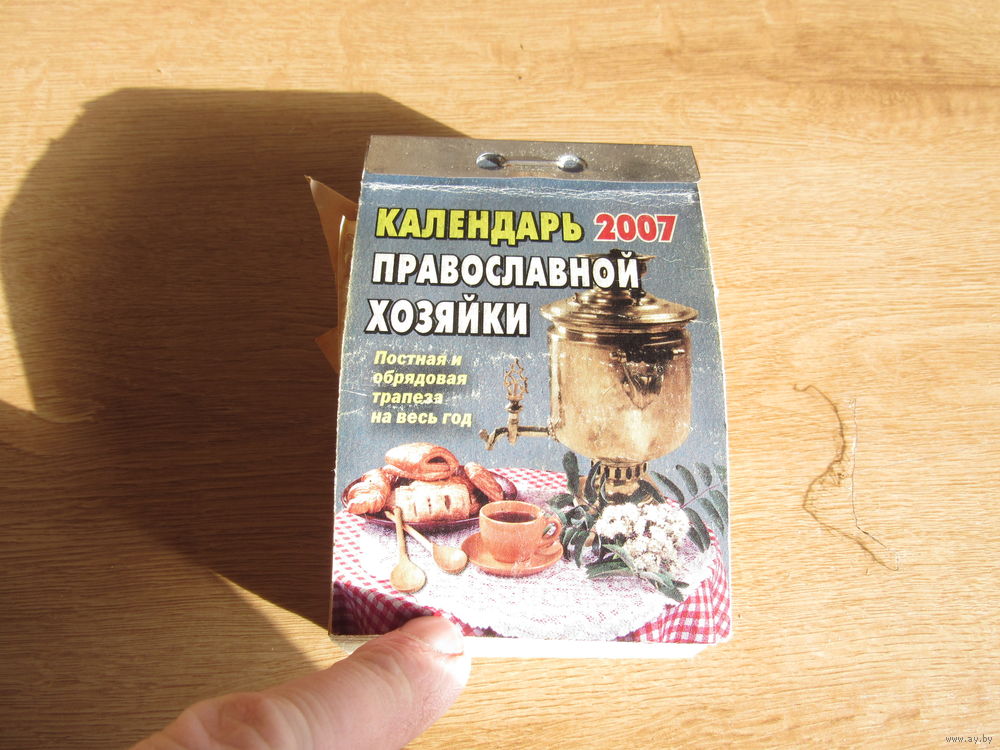 КАЛЕНДАРЬ 2007
ПРАВОСЛАВНОЙ
ХОЗЯЙКИ
Постная и
обрядовая
трапеза
на весь год
www.ay.by